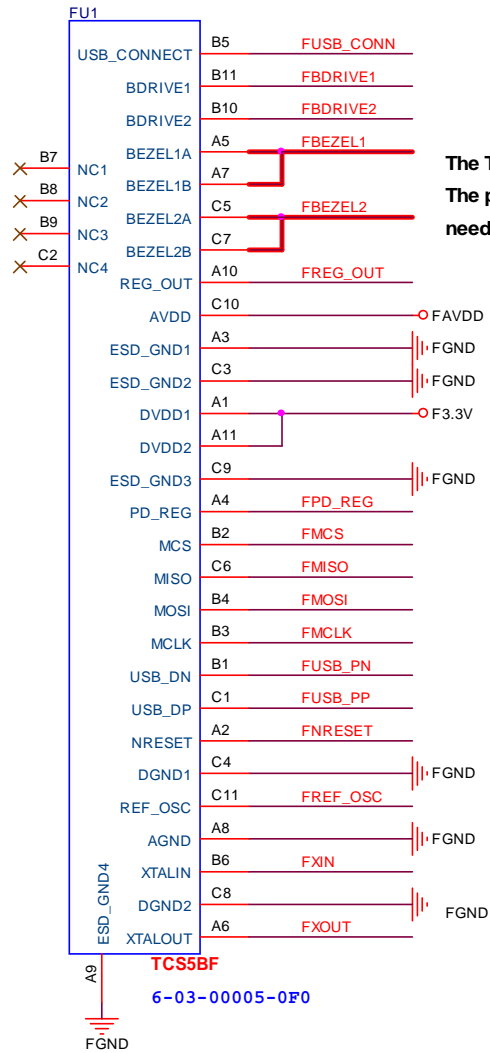 FU1
USB_CONNECT B5 FUSB_CONN
BDRIVE1 B11 FBDRIVE1
BDRIVE2 B10 FBDRIVE2
BEZEL1A A5 FBEZEL1
B7 NC1 BEZEL1B A7
B8 NC2 BEZEL2A C5 FBEZEL2
B9 NC3 BEZEL2B C7
C2 NC4 REG_OUT A10 FREG_OUT
The T
The p
need
AVDD C10 FAVDD
ESD_GND1 A3 FGND
ESD_GND2 C3 FGND
DVDD1 A1 F3.3V
DVDD2 A11
ESD_GND3 C9 FGND
PD_REG A4 FPD_REG
MCS B2 FMCS
MISO C6 FMISO
MOSI B4 FMOSI
MCLK B3 FMCLK
USB_DN B1 FUSB_PN
USB_DP C1 FUSB_PP
NRESET A2 FNRESET
DGND1 C4 FGND
REF_OSC C11 FREF_OSC
AGND A8 FGND
XTALIN B6 FXIN
DGND2 C8 FGND
XTALOUT A6 FXOUT
ESD_GND4
A9
FGND
TCS5BF
6-03-00005-0F0